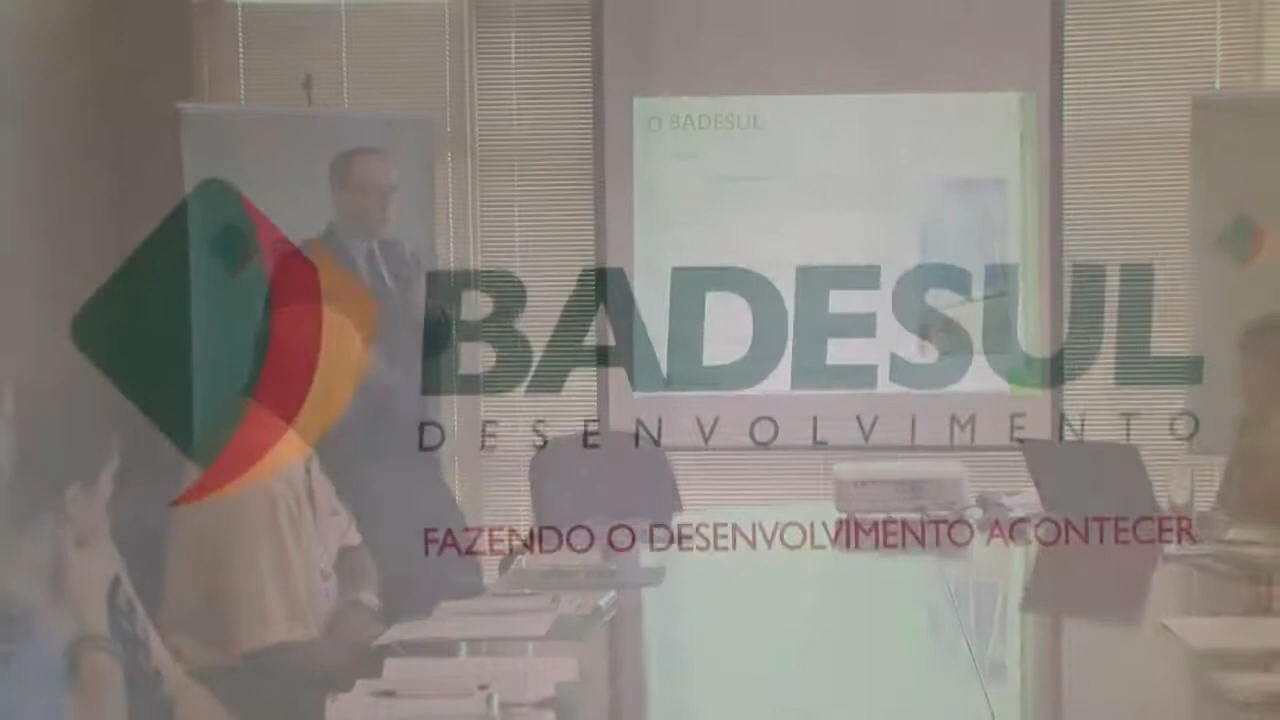 O BADESUL
BADESUL
DESENVOLVIMENTO
FAZENDO O DESENVOLVIMENTO ACONTECER